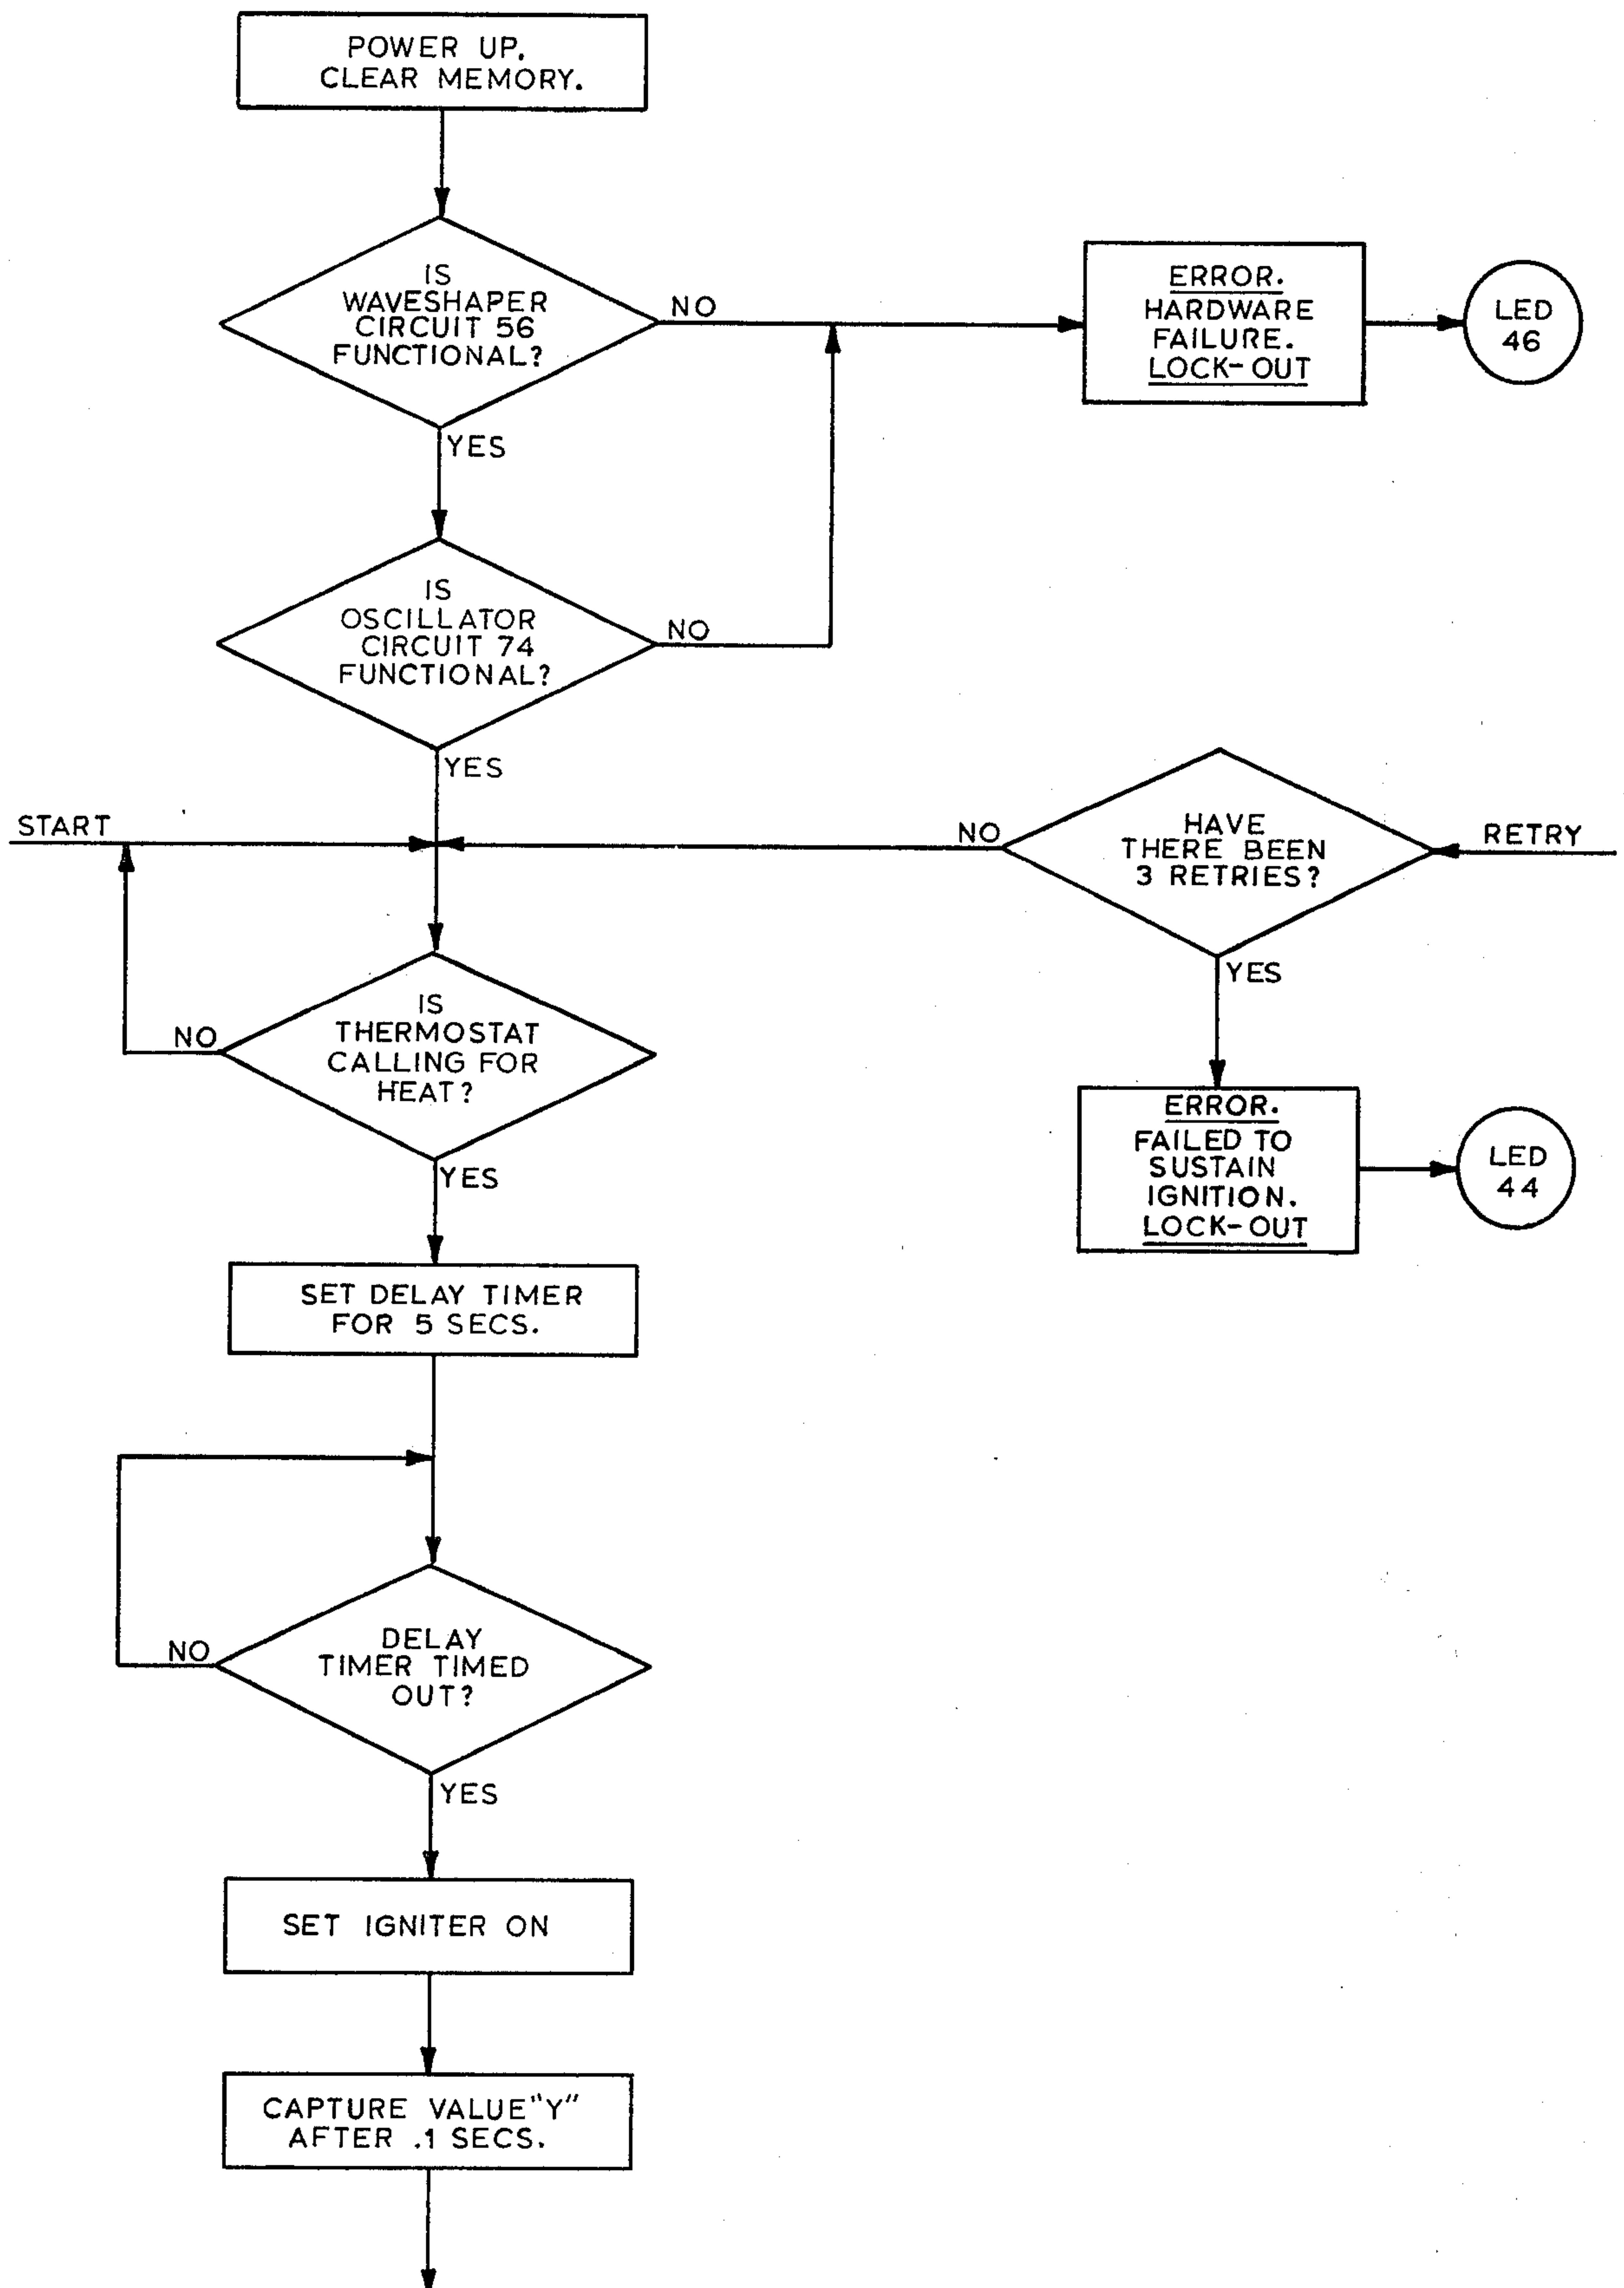 POWER UP.
CLEAR MEMORY.
IS
WAVESHAPER
CIRCUIT 56
FUNCTIONAL?
NO
YES
ERROR.
HARDWARE
FAILURE.
LOCK-OUT
LED
46
IS
OSCILLATOR
CIRCUIT 74
FUNCTIONAL?
NO
YES
START
NO
HAVE
THERE BEEN
3 RETRIES?
RETRY
YES
ERROR.
FAILED TO
SUSTAIN
IGNITION.
LOCK-OUT
LED
44
IS
THERMOSTAT
CALLING FOR
HEAT?
NO
YES
SET DELAY TIMER
FOR 5 SECS.
DELAY
TIMER TIMED
OUT?
NO
YES
SET IGNITER ON
CAPTURE VALUE "Y"
AFTER .1 SECS.